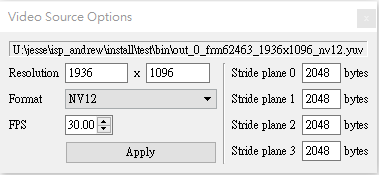 Video Source Options
U:\jesse\isp_andrew\install\test\bin\out_0_frm62463_1936x1096_nv12.yuv
Resolution 1936 x 1096
Format NV12
FPS 30.00
Apply
Stride plane 0 2048 bytes
Stride plane 1 2048 bytes
Stride plane 2 2048 bytes
Stride plane 3 2048 bytes